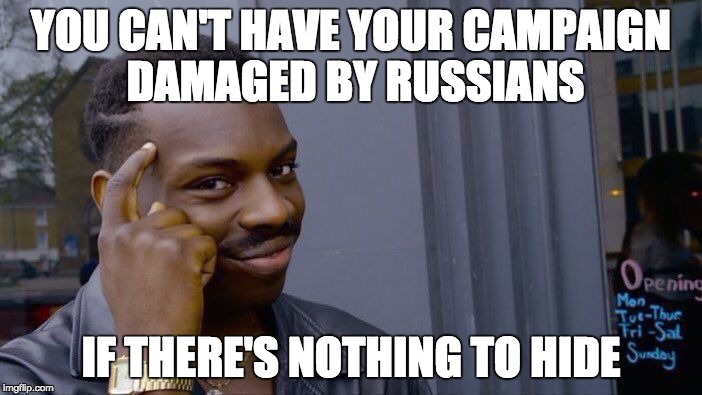 YOU CAN'T HAVE YOUR CAMPAIGN
DAMAGED BY RUSSIANS
Opening
Mon
Tue-Thur
Fri-Sat
Sunday
IF THERE'S NOTHING TO HIDE
imgflip.com